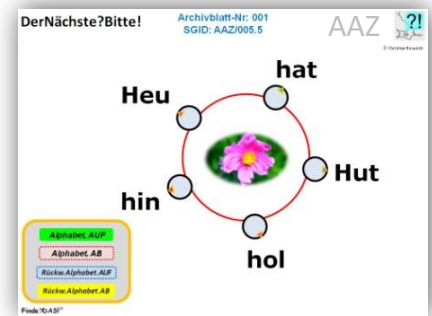 DerNächste?Bitte!
Archivblatt-Nr: 001
SGID: AAZ/005.5
AAZ ?!
hat
Heu
Hut
hin
hol
Alphabet. AUF
Alphabet. AB
Rückw.Alphabet.AUF
Rückw.Alphabet.AB